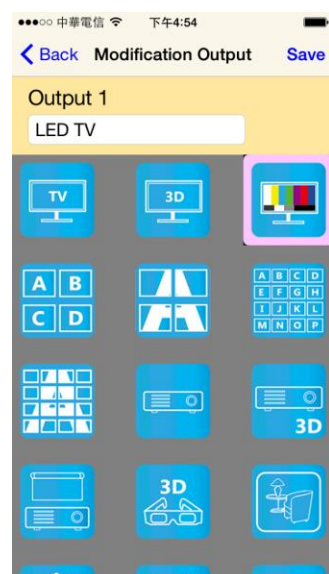 中華電信 下午4:54
Back Modification Output Save
Output 1
LED TV
TV 3D
A B
C D
A B C D
E F G H
I J K L
M N O P
3D
3D